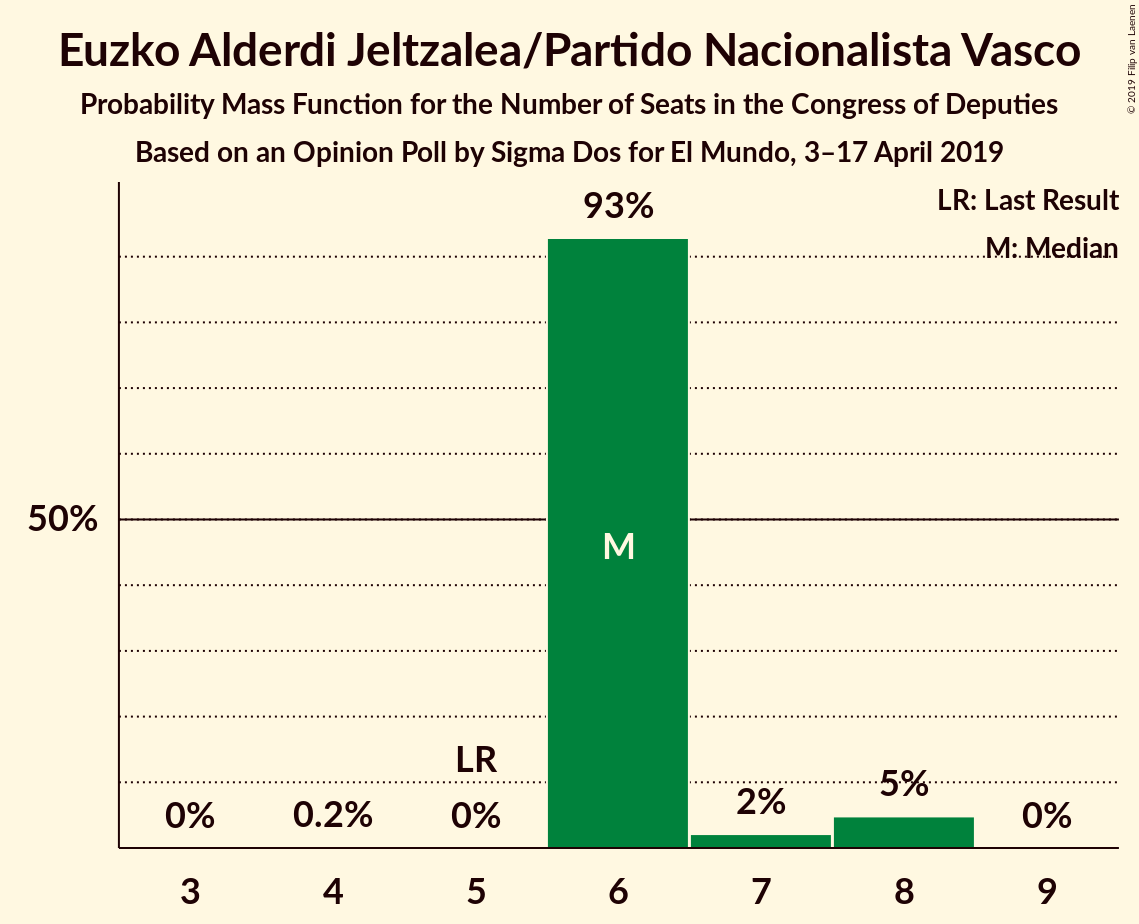 Euzko Alderdi Jeltzalea/Partido Nacionalista Vasco
Probability Mass Function for the Number of Seats in the Congress of Deputies
Based on an Opinion Poll by Sigma Dos for El Mundo, 3–17 April 2019
© 2019 Filip van Laenen
LR: Last Result
M: Median
93%
50%
M
LR
0%
0.2%
0%
2%
5%
0%
3
4
5
6
7
8
9